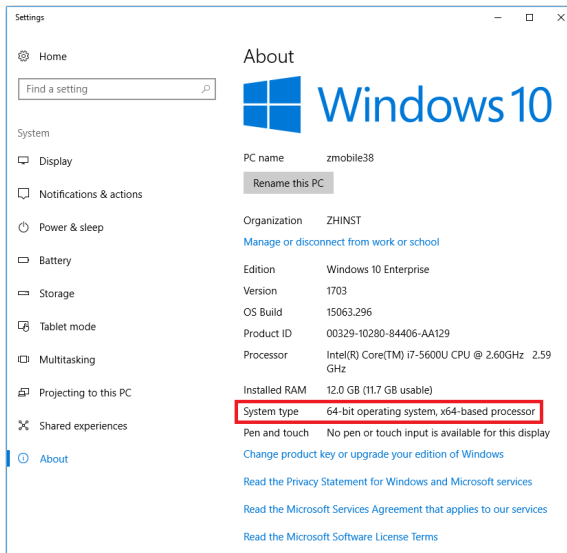 Settings
Home
Find a setting
System
Display
Notifications & actions
Power & sleep
Battery
Storage
Tablet mode
Multitasking
Projecting to this PC
Shared experiences
About
About
Windows 10
PC name zmobile38
Rename this PC
Organization ZHINST
Manage or disconnect from work or school
Edition Windows 10 Enterprise
Version 1703
OS Build 15063.296
Product ID 00329-10280-84406-AA129
Processor Intel(R) Core(TM) i7-5600U CPU @ 2.60GHz 2.59
GHz
Installed RAM 12.0 GB (11.7 GB usable)
System type 64-bit operating system, x64-based processor
Pen and touch No pen or touch input is available for this display
Change product key or upgrade your edition of Windows
Read the Privacy Statement for Windows and Microsoft services
Read the Microsoft Services Agreement that applies to our services
Read the Microsoft Software License Terms